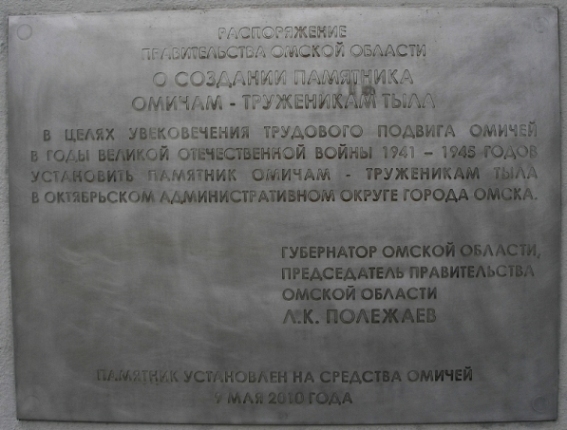 РАСПОРЯЖЕНИЕ
ПРАВИТЕЛЬСТВА ОМСКОЙ ОБЛАСТИ
О СОЗДАНИИ ПАМЯТНИКА
ОМИЧАМ - ТРУЖЕНИКАМ ТЫЛА
В ЦЕЛЯХ УВЕКОВЕЧЕНИЯ ТРУДОВОГО ПОДВИГА ОМИЧЕЙ
В ГОДЫ ВЕЛИКОЙ ОТЕЧЕСТВЕННОЙ ВОЙНЫ 1941 – 1945 ГОДОВ
УСТАНОВИТЬ ПАМЯТНИК ОМИЧАМ - ТРУЖЕНИКАМ ТЫЛА
В ОКТЯБРЬСКОМ АДМИНИСТРАТИВНОМ ОКРУГЕ ГОРОДА ОМСКА.
ГУБЕРНАТОР ОМСКОЙ ОБЛАСТИ,
ПРЕДСЕДАТЕЛЬ ПРАВИТЕЛЬСТВА
ОМСКОЙ ОБЛАСТИ
Л.К. ПОЛЕЖАЕВ
ПАМЯТНИК УСТАНОВЛЕН НА СРЕДСТВА ОМИЧЕЙ
9 МАЯ 2010 ГОДА